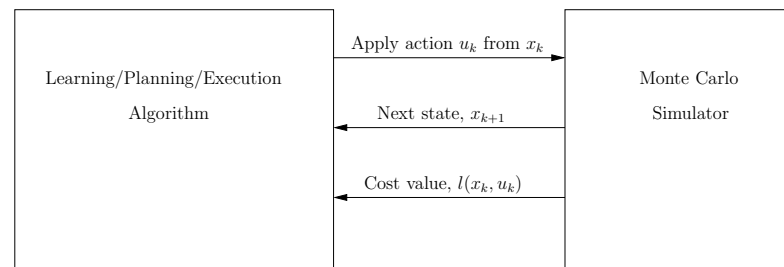 Learning/Planning/Execution
Algorithm
Apply action u_k from x_k
Next state, x_{k+1}
Cost value, l(x_k, u_k)
Monte Carlo
Simulator